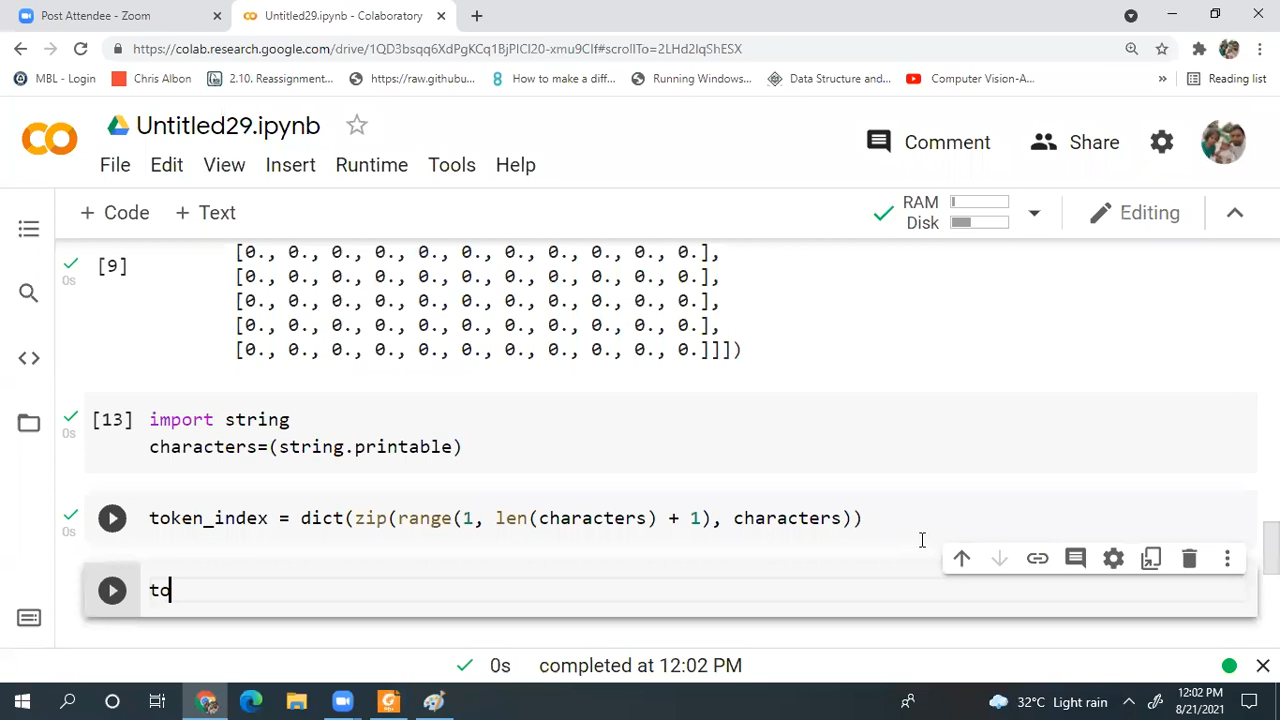 Post Attendee - Zoom
Untitled29.ipynb - Colaboratory
https://colab.research.google.com/drive/1QD3bsqq6XdPgKCq1BjPlCl20-xmu9Clf#scrollTo=2LHd2IqShESX
MBL - Login
Chris Albon
2.10. Reassignment...
https://raw.githubu...
How to make a diff...
Running Windows...
Data Structure and...
Computer Vision-A...
»
Reading list
Untitled29.ipynb
Comment
Share
File Edit View Insert Runtime Tools Help
+ Code + Text
RAM
Disk
Editing
[0., 0., 0., 0., 0., 0., 0., 0., 0., 0., 0.],
[9]
0s
[0., 0., 0., 0., 0., 0., 0., 0., 0., 0., 0.],
[0., 0., 0., 0., 0., 0., 0., 0., 0., 0., 0.],
[0., 0., 0., 0., 0., 0., 0., 0., 0., 0., 0.],
[0., 0., 0., 0., 0., 0., 0., 0., 0., 0., 0.]]])
[13] import string
0s
characters=(string.printable)
token_index = dict(zip(range(1, len(characters) + 1), characters))
0s
to
0s completed at 12:02 PM
32°C Light rain
12:02 PM
8/21/2021